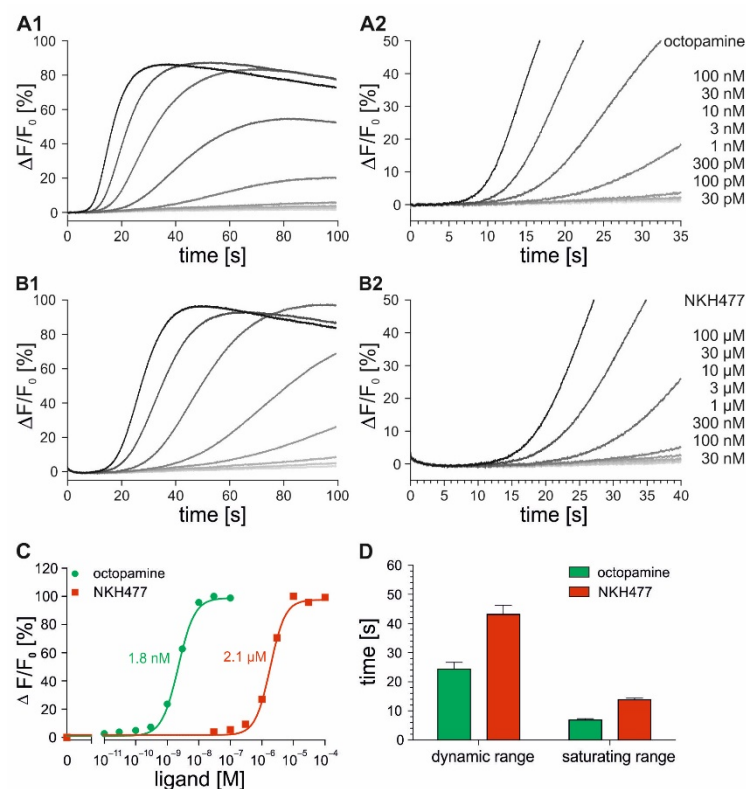 A1
ΔF/F0 [%]
100
80
60
40
20
0
0 20 40 60 80 100
time [s]
A2
ΔF/F0 [%]
50
40
30
20
10
0
0 5 10 15 20 25 30 35
time [s]
octopamine
100 nM
30 nM
10 nM
3 nM
1 nM
300 pM
100 pM
30 pM
B1
ΔF/F0 [%]
100
80
60
40
20
0
0 20 40 60 80 100
time [s]
B2
ΔF/F0 [%]
50
40
30
20
10
0
0 5 10 15 20 25 30 35 40
time [s]
NKH477
100 µM
30 µM
10 µM
3 µM
1 µM
300 nM
100 nM
30 nM
C
octopamine
NKH477
Δ F/F0 [%]
120
100
80
60
40
20
0
1.8 nM
2.1 µM
0 10⁻¹¹ 10⁻¹⁰ 10⁻⁹ 10⁻⁸ 10⁻⁷ 10⁻⁶ 10⁻⁵ 10⁻⁴
ligand [M]
D
octopamine
NKH477
time [s]
60
50
40
30
20
10
0
dynamic range saturating range